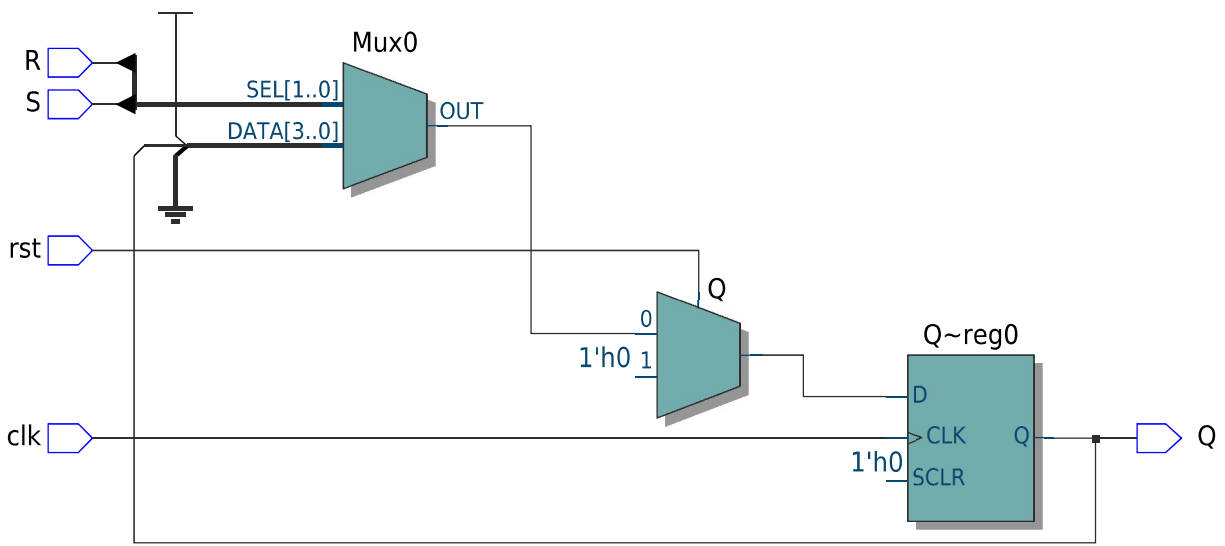 Mux0
R
SEL[1..0]
S
OUT
DATA[3..0]
rst
Q
0
1'h0 1
Q~reg0
D
clk
CLK
Q
Q
1'h0
SCLR